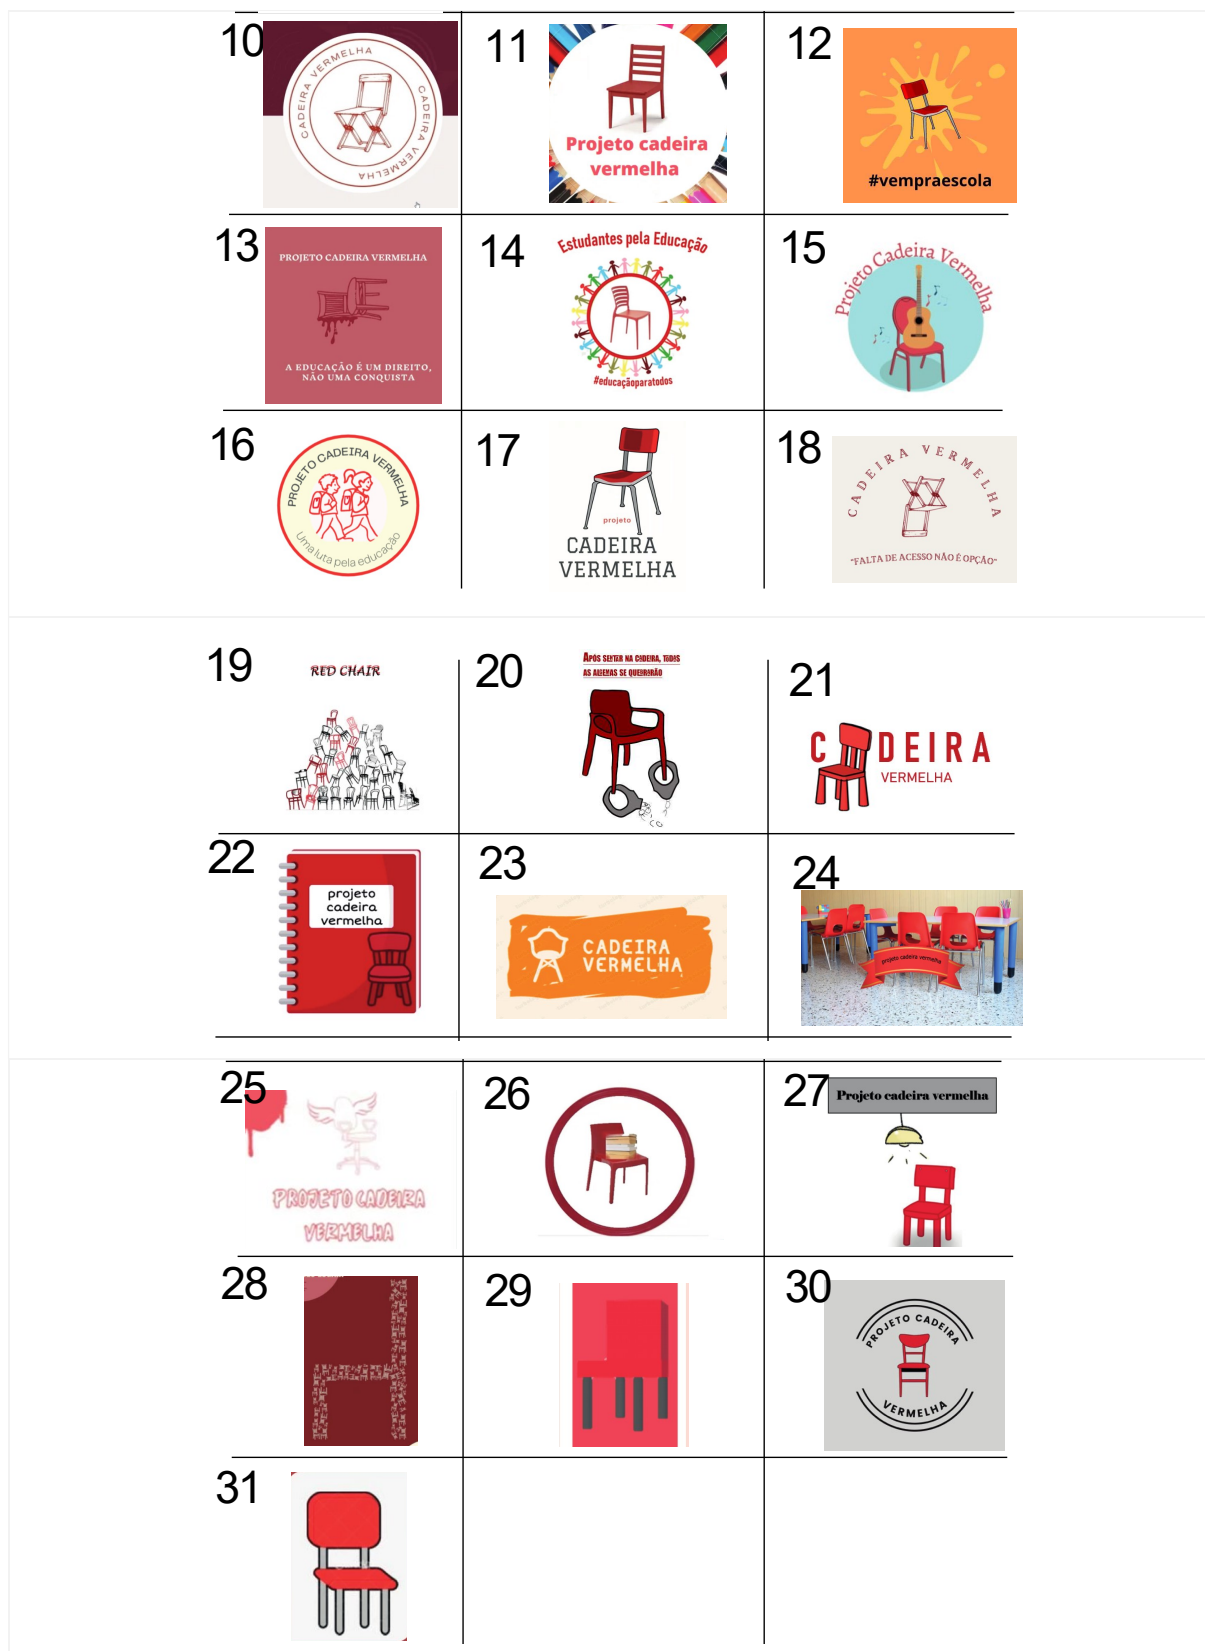 10
CADEIRA VERMELHA
CADEIRA VERMELHA
11
Projeto cadeira
vermelha
12
#vempraescola
13
PROJETO CADEIRA VERMELHA
A EDUCAÇÃO É UM DIREITO,
NÃO UMA CONQUISTA
14
Estudantes pela Educação
#educaçãoparatodos
15
Projeto Cadeira Vermelha
16
PROJETO CADEIRA VERMELHA
Uma luta pela educação
17
projeto
CADEIRA
VERMELHA
18
CADEIRA VERMELHA
"FALTA DE ACESSO NÃO É OPÇÃO"
19
RED CHAIR
20
APÓS SENTER NA CADEIRA, TODOS
AS ALGEMAS SE QUEBRARÃO
21
C DEIRA
VERMELHA
22
projeto
cadeira
vermelha
23
CADEIRA
VERMELHA
24
projeto cadeira vermelha
25
PROJETO CADEIRA
VERMELHA
26
27
Projeto cadeira vermelha
28
29
30
PROJETO CADEIRA
VERMELHA
31